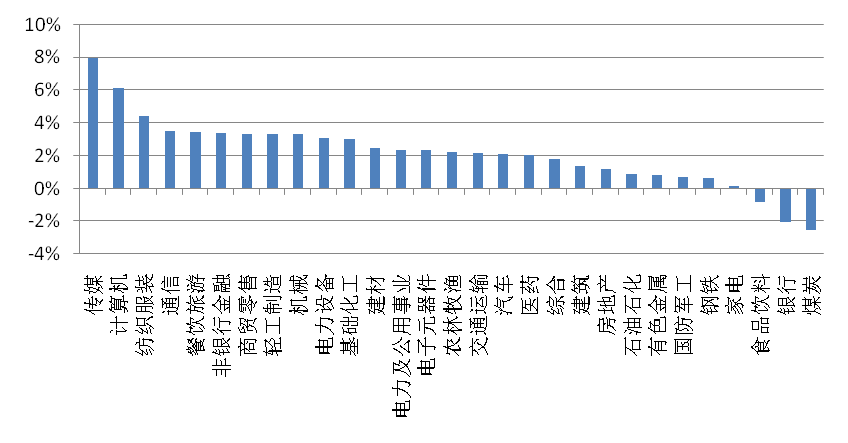 10%
8%
6%
4%
2%
0%
-2%
-4%
传媒
计算机
纺织服装
通信
餐饮旅游
非银行金融
商贸零售
轻工制造
机械
电力设备
基础化工
建材
电力及公用事业
电子元器件
农林牧渔
交通运输
汽车
医药
综合
建筑
房地产
石油石化
有色金属
国防军工
钢铁
家电
食品饮料
银行
煤炭